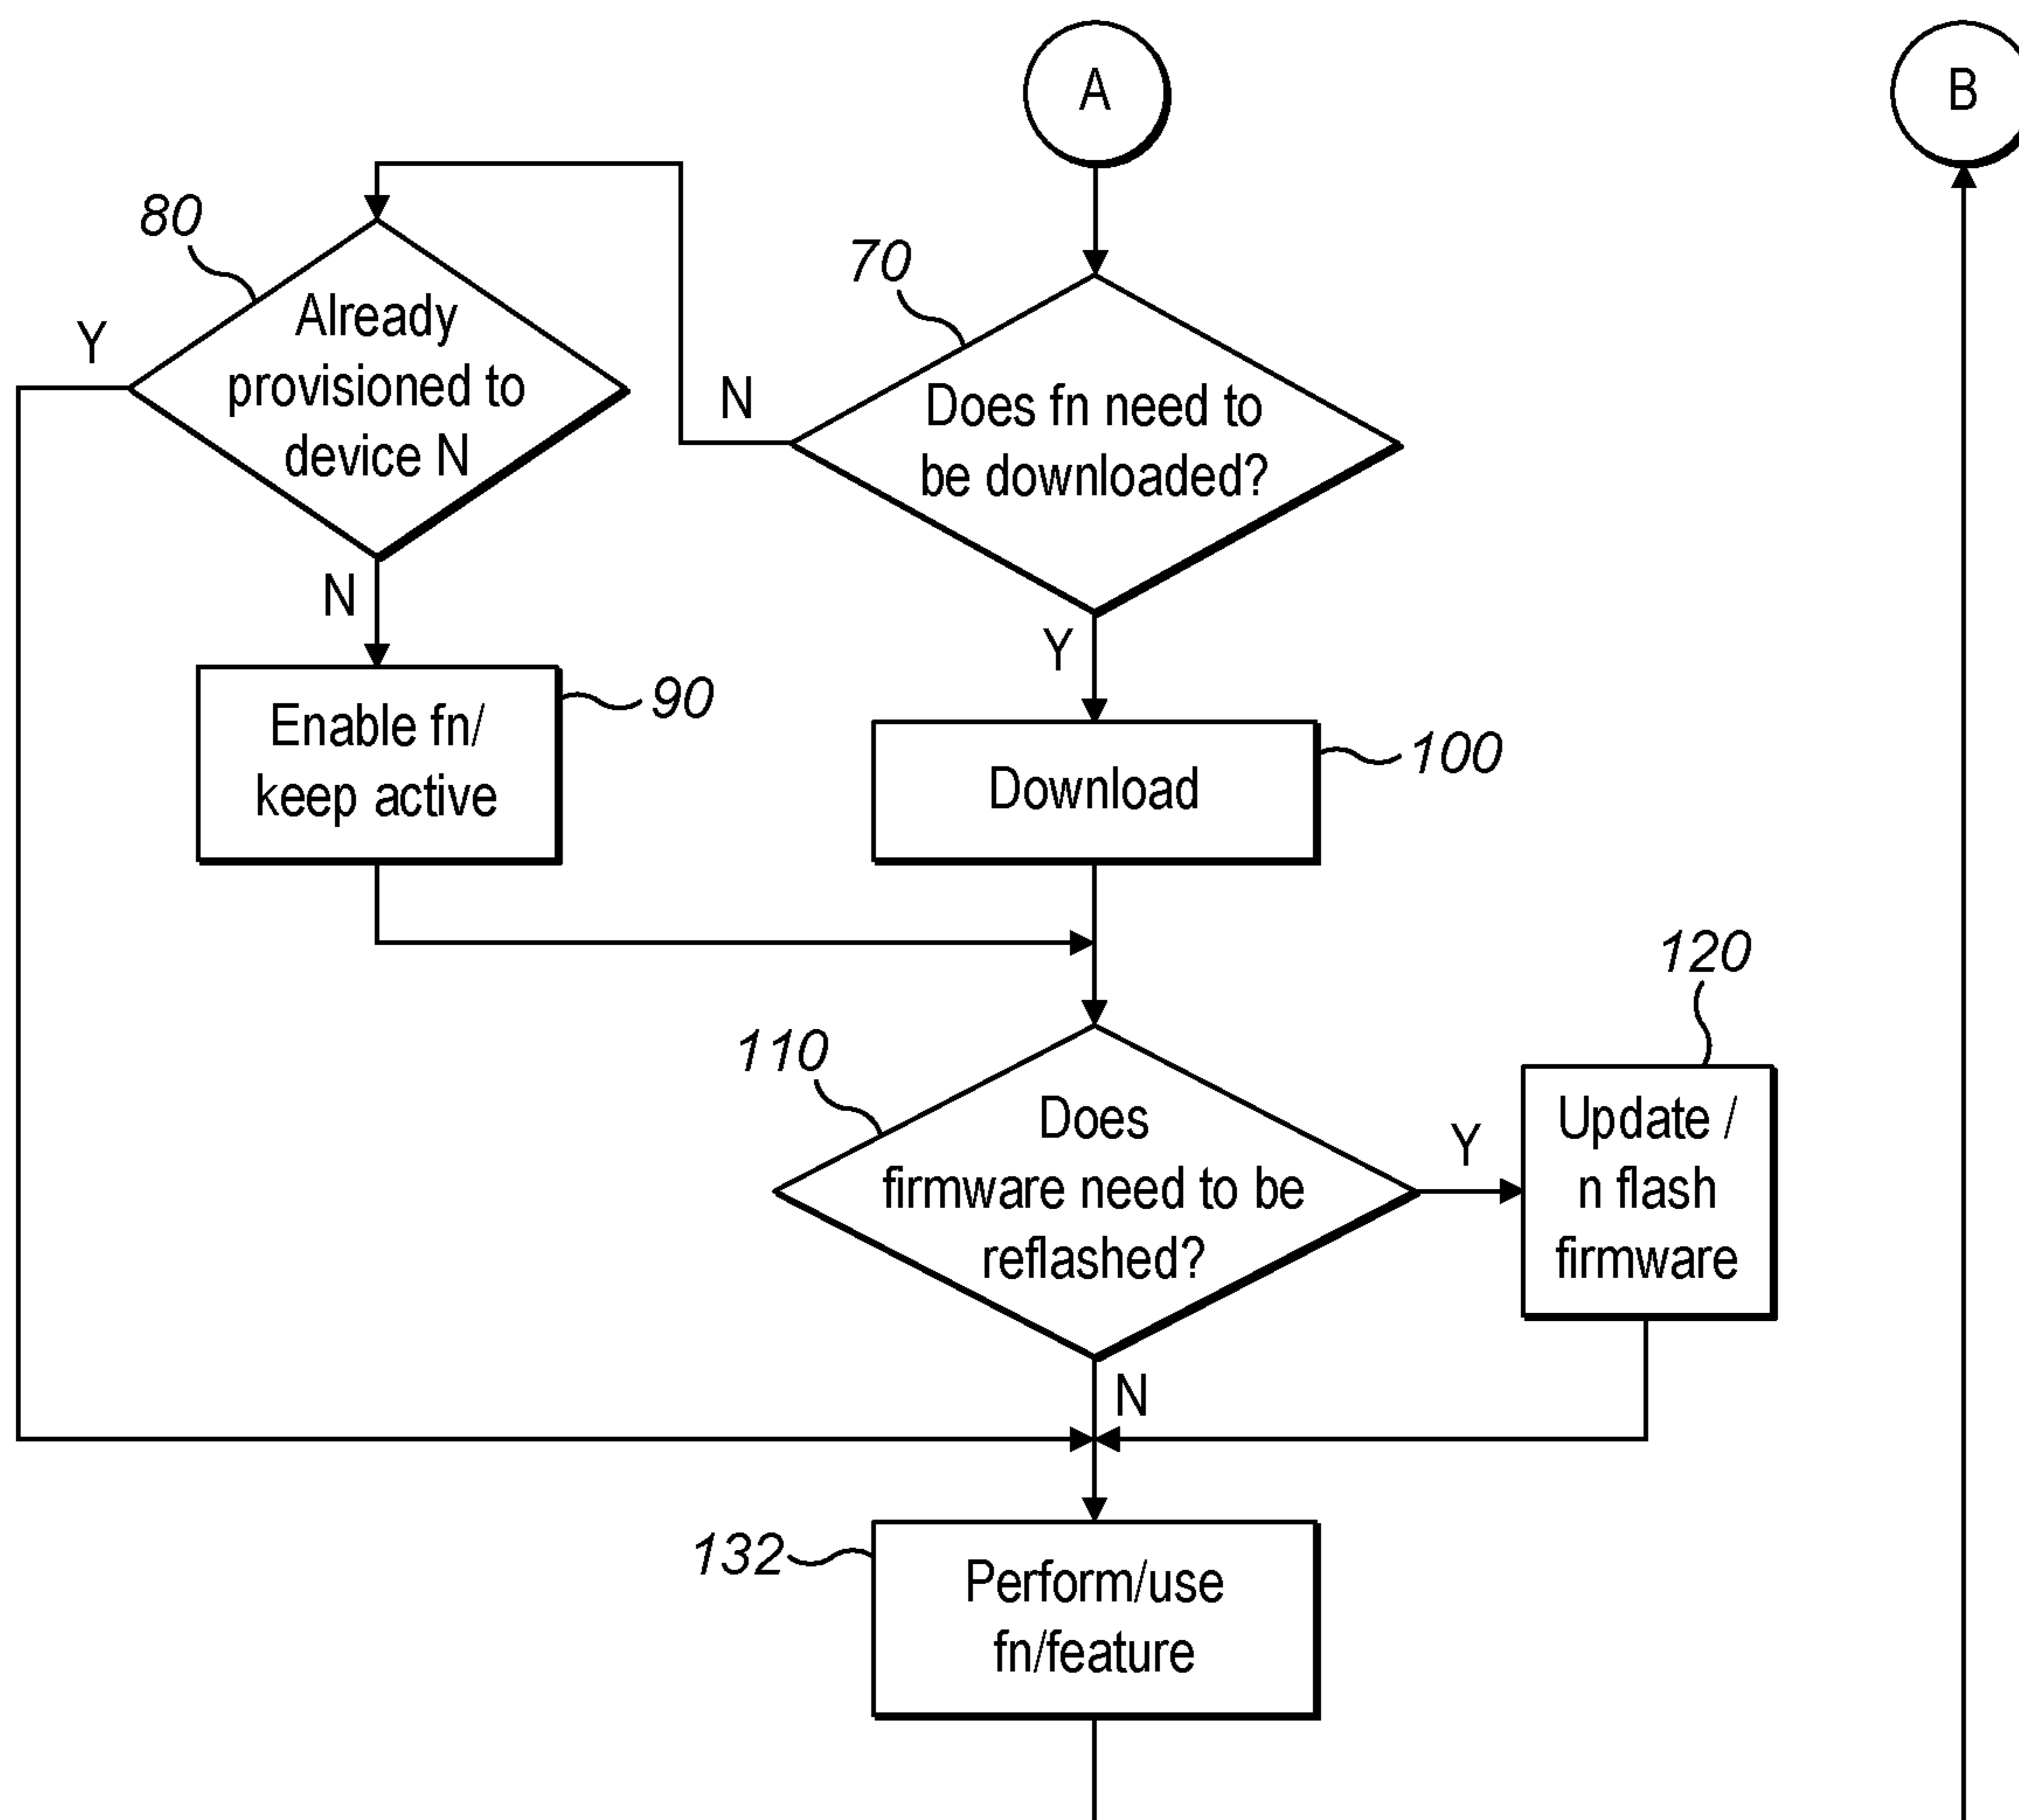 A
B
80
70
Y
Already
provisioned to
device N
N
Does fn need to
be downloaded?
N
Y
Enable fn/
keep active
90
Download
100
120
110
Does
firmware need to be
reflashed?
Y
Update /
n flash
firmware
N
132
Perform/use
fn/feature